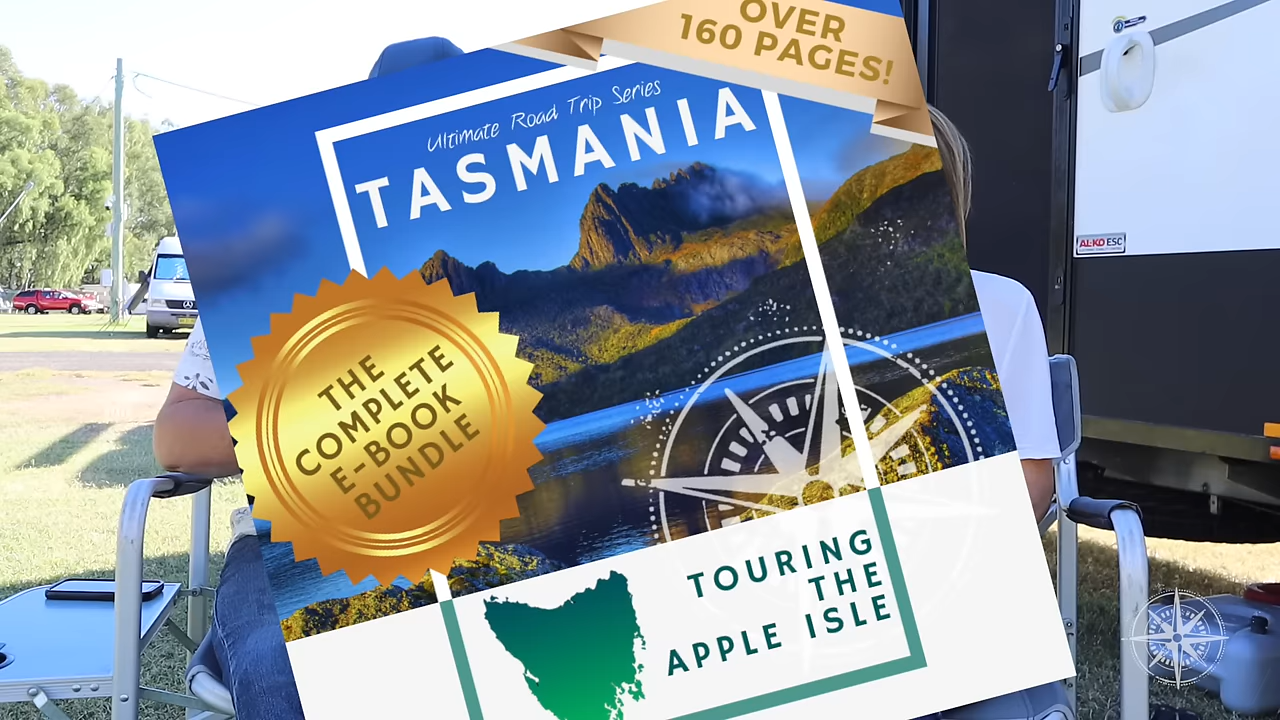 OVER
160 PAGES!
Ultimate Road Trip Series
TASMANIA
THE
COMPLETE
E-BOOK
BUNDLE
TOURING
THE
APPLE ISLE
AL-KO ESC